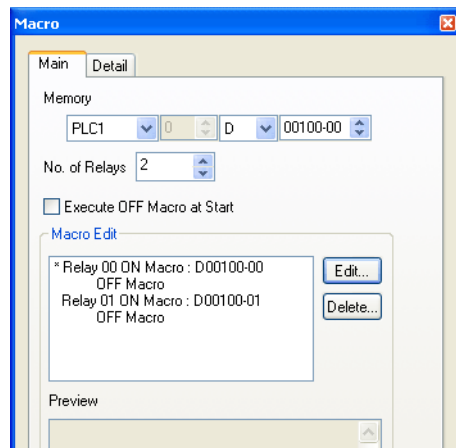 Macro
Main Detail
Memory
PLC1 0 D 00100-00
No. of Relays 2
Execute OFF Macro at Start
Macro Edit
* Relay 00 ON Macro : D00100-00
OFF Macro
Relay 01 ON Macro : D00100-01
OFF Macro
Edit...
Delete...
Preview